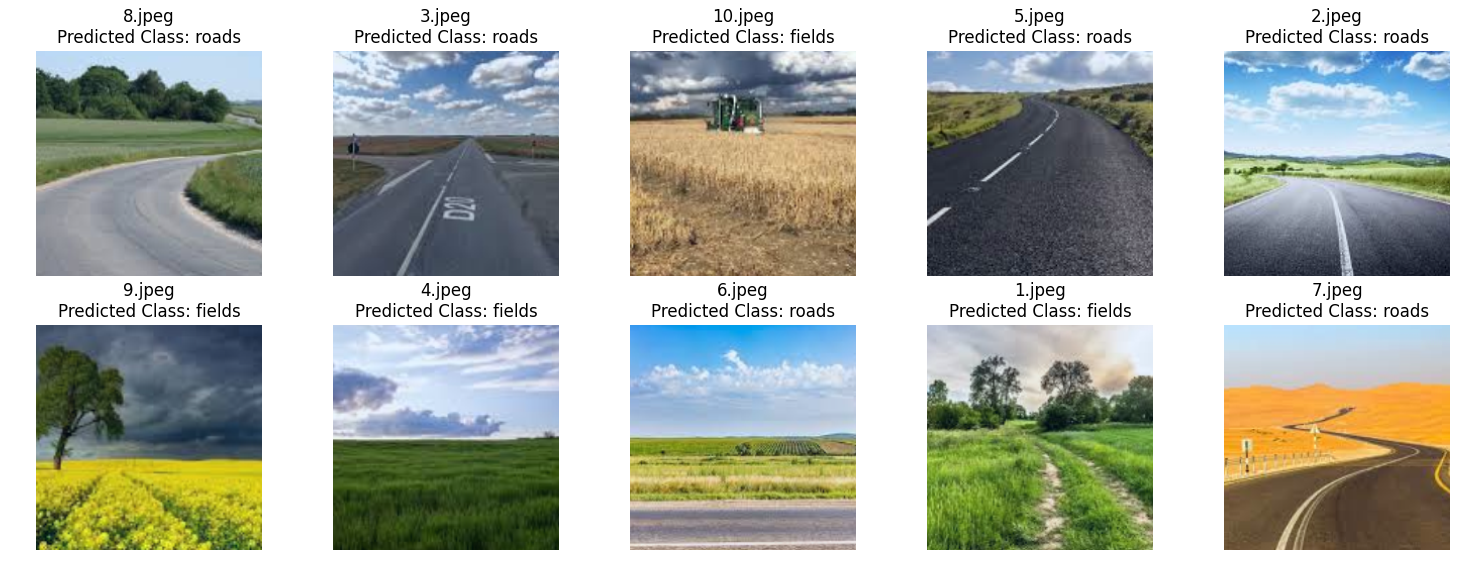 8.jpeg
Predicted Class: roads
3.jpeg
Predicted Class: roads
10.jpeg
Predicted Class: fields
5.jpeg
Predicted Class: roads
2.jpeg
Predicted Class: roads
D20
9.jpeg
Predicted Class: fields
4.jpeg
Predicted Class: fields
6.jpeg
Predicted Class: roads
1.jpeg
Predicted Class: fields
7.jpeg
Predicted Class: roads